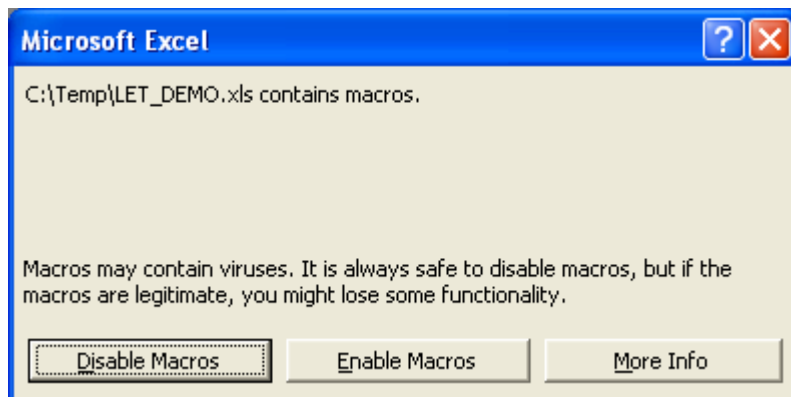 Microsoft Excel
C:\Temp\LET_DEMO.xls contains macros.
Macros may contain viruses. It is always safe to disable macros, but if the
macros are legitimate, you might lose some functionality.
Disable Macros Enable Macros More Info